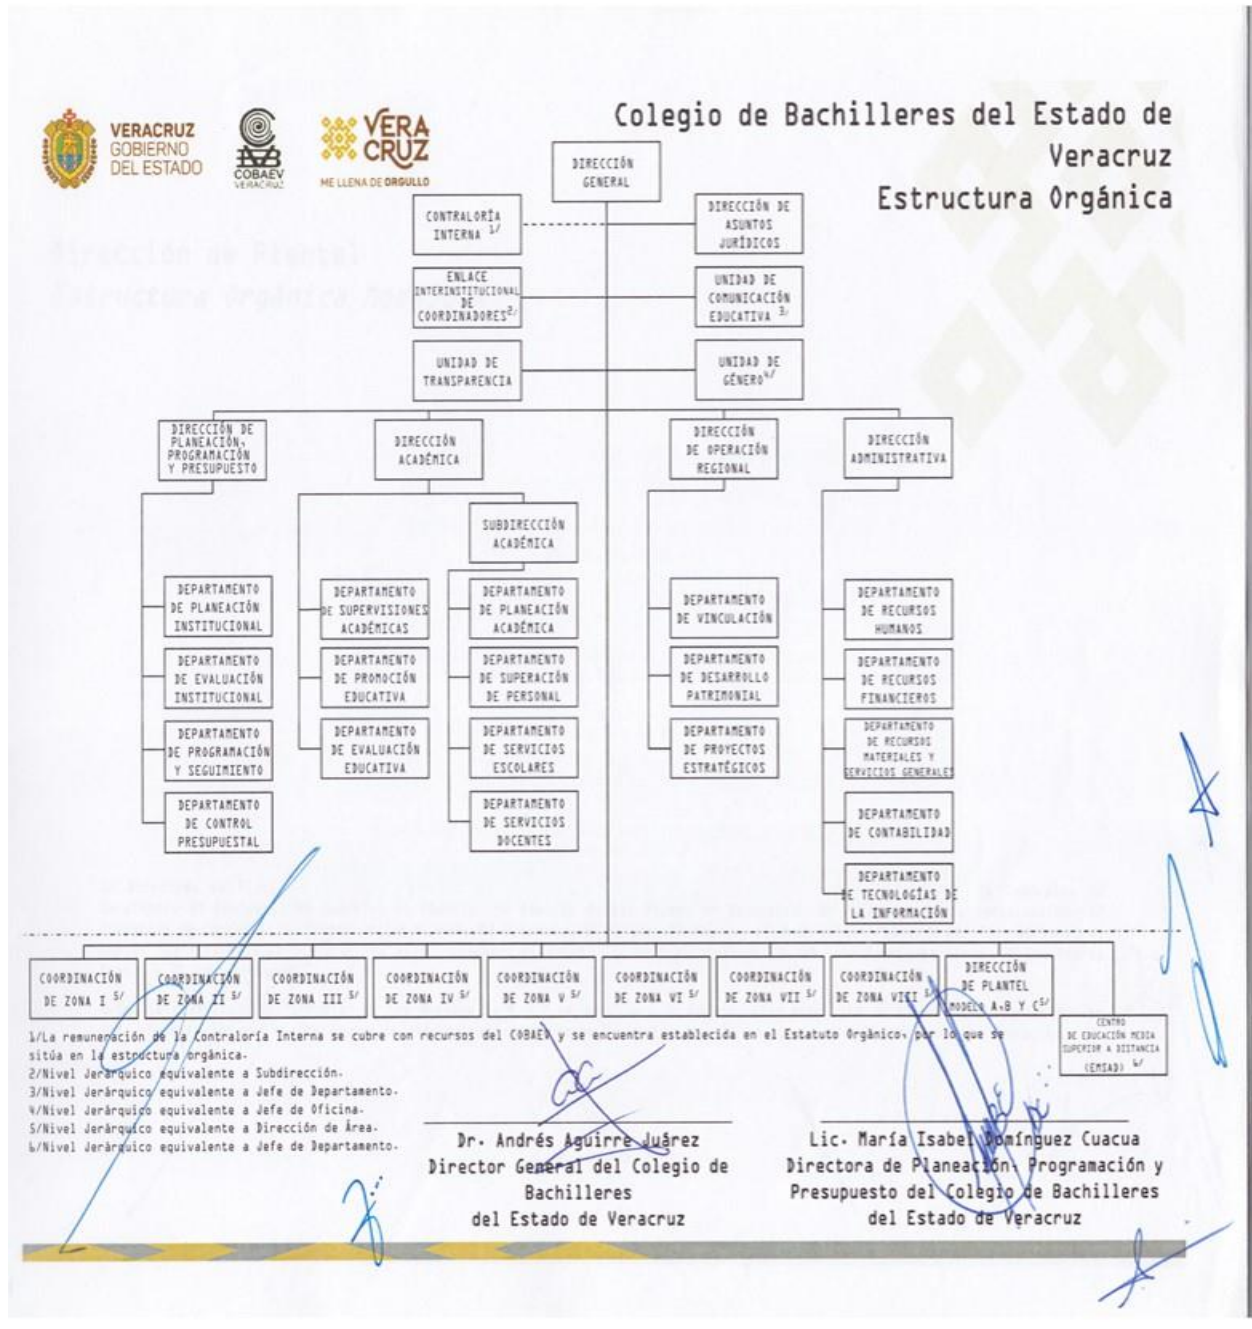 VERACRUZ
GOBIERNO
DEL ESTADO
COBAEV
VERACRUZ
VERA
CRUZ
ME LLENA DE ORGULLO
Colegio de Bachilleres del Estado de
Veracruz
Estructura Orgánica
DIRECCIÓN
GENERAL
CONTRALORÍA
INTERNA 1/
DIRECCIÓN DE
ASUNTOS
JURÍDICOS
Dirección de Plantel
Estructura Orgánica
ENLACE
INTERINSTITUCIONAL
DE
COORDINADORES 2/
UNIDAD DE
COMUNICACIÓN
EDUCATIVA 3/
UNIDAD DE
TRANSPARENCIA
UNIDAD DE
GÉNERO 4/
DIRECCIÓN DE
PLANEACIÓN,
PROGRAMACIÓN
Y PRESUPUESTO
DIRECCIÓN
ACADÉMICA
DIRECCIÓN
DE OPERACIÓN
REGIONAL
DIRECCIÓN
ADMINISTRATIVA
SUBDIRECCIÓN
ACADÉMICA
DEPARTAMENTO
DE PLANEACIÓN
INSTITUCIONAL
DEPARTAMENTO
DE SUPERVISIONES
ACADÉMICAS
DEPARTAMENTO
DE PLANEACIÓN
ACADÉMICA
DEPARTAMENTO
DE VINCULACIÓN
DEPARTAMENTO
DE RECURSOS
HUMANOS
DEPARTAMENTO
DE EVALUACIÓN
INSTITUCIONAL
DEPARTAMENTO
DE PROMOCIÓN
EDUCATIVA
DEPARTAMENTO
DE SUPERACIÓN
DE PERSONAL
DEPARTAMENTO
DE DESARROLLO
PATRIMONIAL
DEPARTAMENTO
DE RECURSOS
FINANCIEROS
DEPARTAMENTO
DE PROGRAMACIÓN
Y SEGUIMIENTO
DEPARTAMENTO
DE EVALUACIÓN
EDUCATIVA
DEPARTAMENTO
DE SERVICIOS
ESCOLARES
DEPARTAMENTO
DE PROYECTOS
ESTRATÉGICOS
DEPARTAMENTO
DE RECURSOS
MATERIALES Y
SERVICIOS GENERALES
DEPARTAMENTO
DE CONTROL
PRESUPUESTAL
DEPARTAMENTO
DE SERVICIOS
DOCENTES
DEPARTAMENTO
DE CONTABILIDAD
DEPARTAMENTO
DE TECNOLOGÍAS DE
LA INFORMACIÓN
COORDINACIÓN
DE ZONA I 5/
COORDINACIÓN
DE ZONA II 5/
COORDINACIÓN
DE ZONA III 5/
COORDINACIÓN
DE ZONA IV 5/
COORDINACIÓN
DE ZONA V 5/
COORDINACIÓN
DE ZONA VI 5/
COORDINACIÓN
DE ZONA VII 5/
COORDINACIÓN
DE ZONA VIII 5/
DIRECCIÓN
DE PLANTEL
MODELO A,B Y C 5/
CENTRO
DE EDUCACIÓN MEDIA
SUPERIOR A DISTANCIA
(EMSAD) 6/
1/La remuneración de la Contraloría Interna se cubre con recursos del COBAEV y se encuentra establecida en el Estatuto Orgánico, por lo que se
sitúa en la estructura orgánica.
2/Nivel Jerárquico equivalente a Subdirección.
3/Nivel Jerárquico equivalente a Jefe de Departamento.
4/Nivel Jerárquico equivalente a Jefe de Oficina.
5/Nivel Jerárquico equivalente a Dirección de Área.
6/Nivel Jerárquico equivalente a Jefe de Departamento.
Dr. Andrés Aguirre Juárez
Director General del Colegio de
Bachilleres
del Estado de Veracruz
Lic. María Isabel Domínguez Cuacua
Directora de Planeación, Programación y
Presupuesto del Colegio de Bachilleres
del Estado de Veracruz